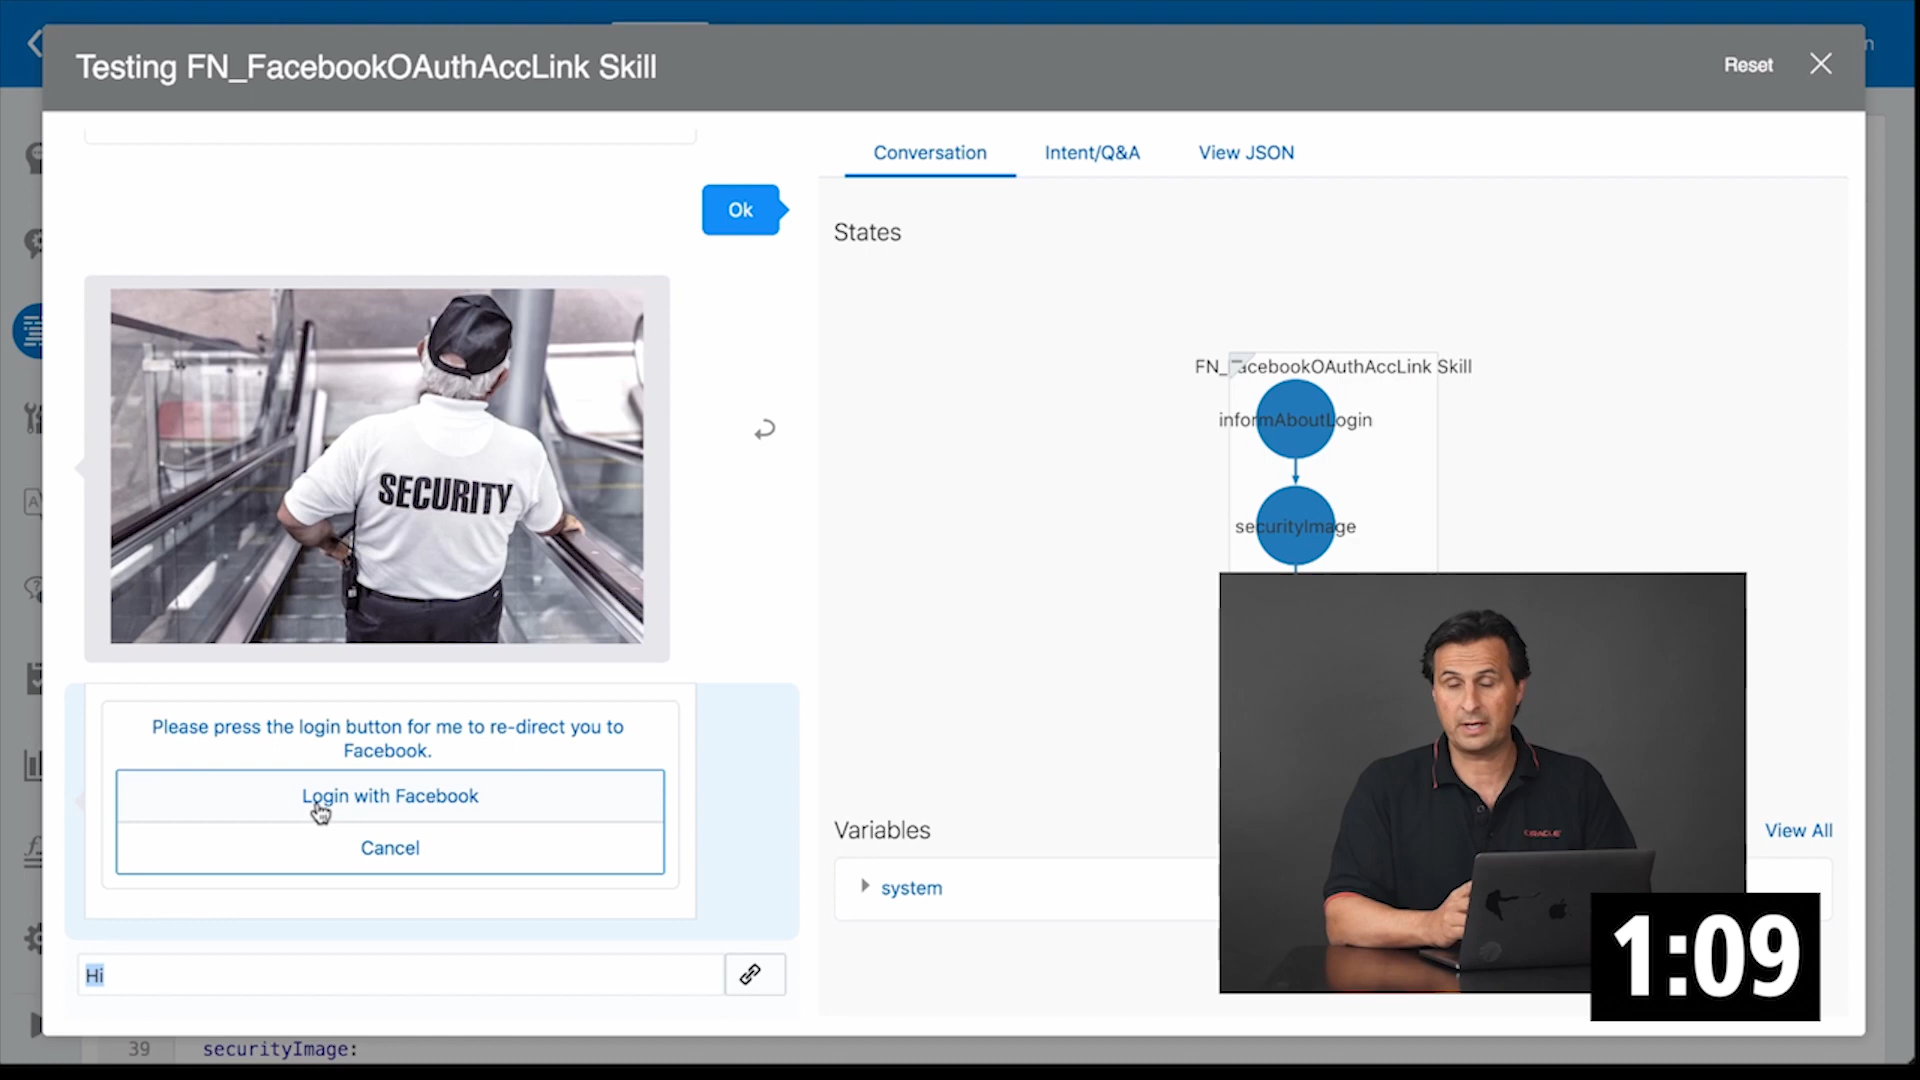 Testing FN_FacebookOAuthAccLink Skill
Reset
Ok
SECURITY
Please press the login button for me to re-direct you to
Facebook.
Login with Facebook
Cancel
Hi
Conversation
Intent/Q&A
View JSON
States
FN_FacebookOAuthAccLink Skill
informAboutLogin
securityImage
Variables
View All
system
ORACLE
1:09
39 securityImage: